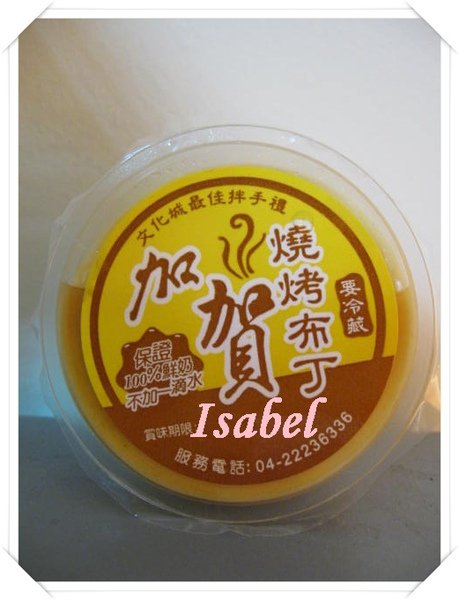 文化城最佳拌手禮
加賀
燒烤布丁
要冷藏
保證
100%鮮奶
不加一滴水
賞味期限
Isabel
服務電話: 04-22236336